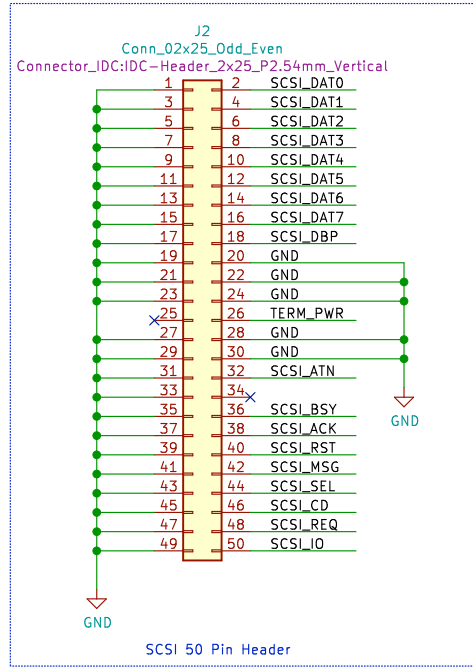 J2
Conn_02x25_Odd_Even
Connector_IDC:IDC-Header_2x25_P2.54mm_Vertical
1 2 SCSI_DAT0
3 4 SCSI_DAT1
5 6 SCSI_DAT2
7 8 SCSI_DAT3
9 10 SCSI_DAT4
11 12 SCSI_DAT5
13 14 SCSI_DAT6
15 16 SCSI_DAT7
17 18 SCSI_DBP
19 20 GND
21 22 GND
23 24 GND
25 26 TERM_PWR
27 28 GND
29 30 GND
31 32 SCSI_ATN
33 34
35 36 SCSI_BSY
37 38 SCSI_ACK
39 40 SCSI_RST
41 42 SCSI_MSG
43 44 SCSI_SEL
45 46 SCSI_CD
47 48 SCSI_REQ
49 50 SCSI_IO
GND
GND
SCSI 50 Pin Header